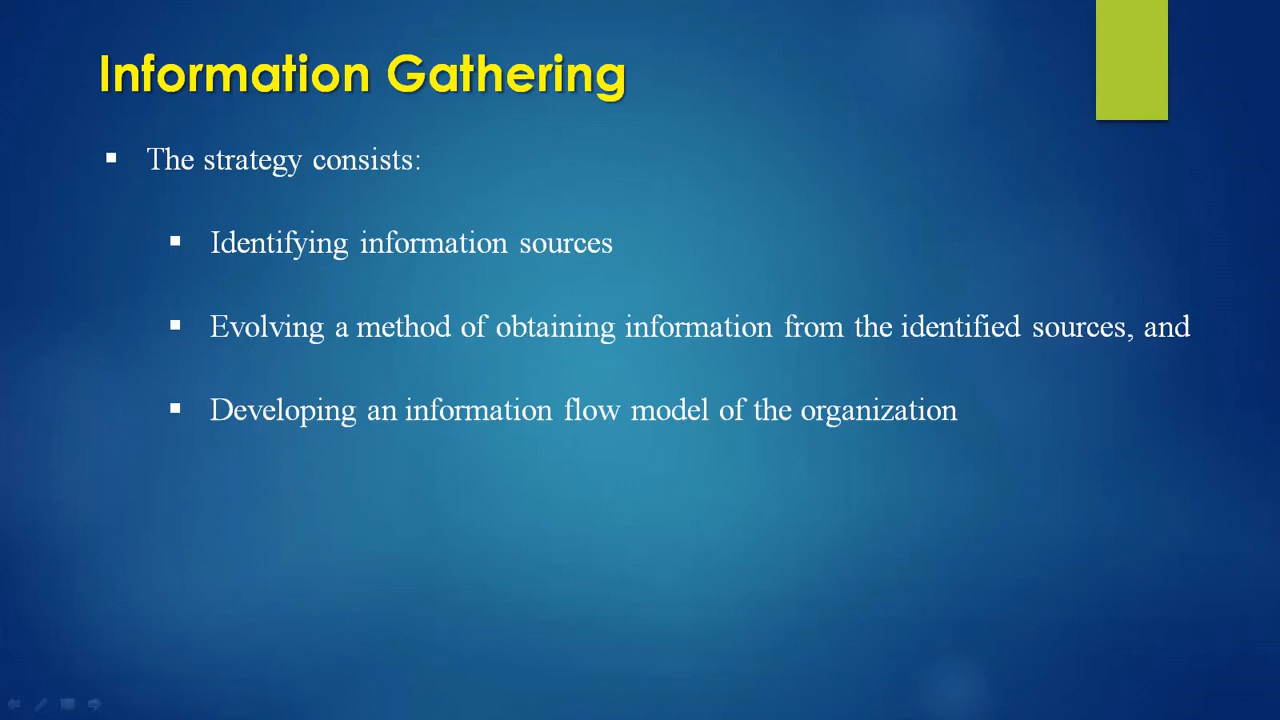 Information Gathering
▪ The strategy consists:
▪ Identifying information sources
▪ Evolving a method of obtaining information from the identified sources, and
▪ Developing an information flow model of the organization